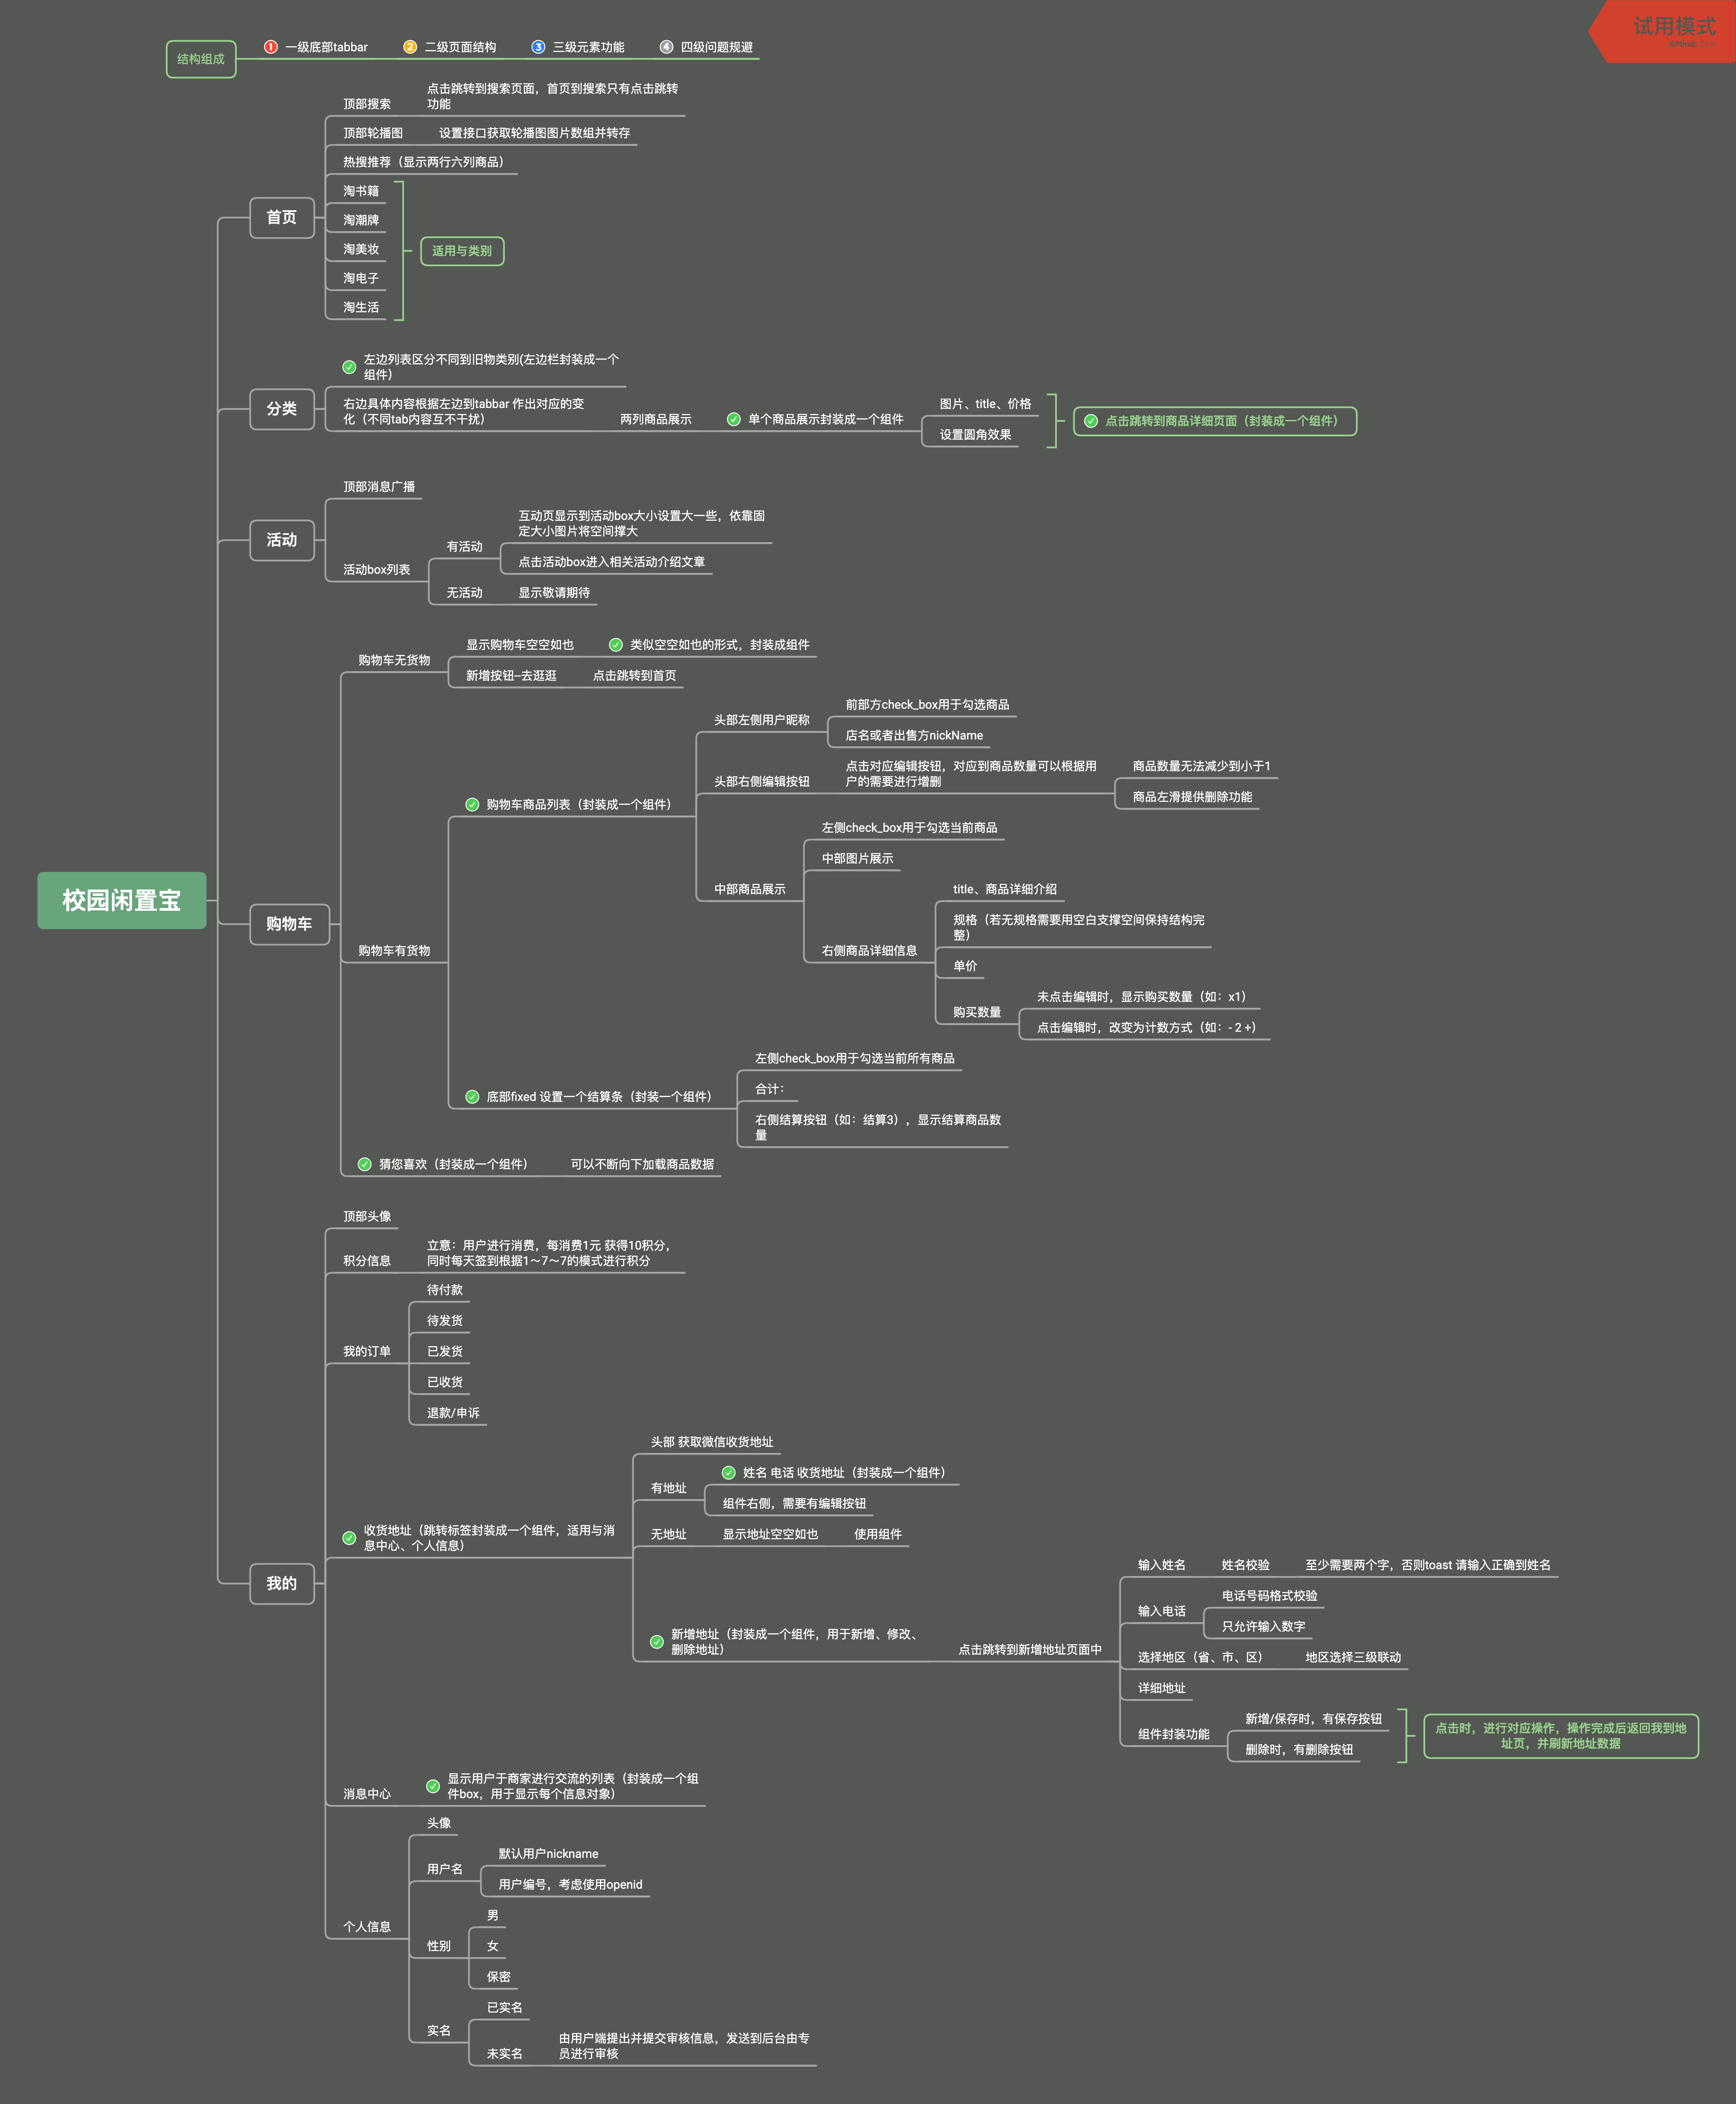 试用模式
XMind: ZEN
结构组成
1 一级底部tabbar
2 二级页面结构
3 三级元素功能
4 四级问题规避
校园闲置宝
首页
顶部搜索
点击跳转到搜索页面，首页到搜索只有点击跳转
功能
顶部轮播图
设置接口获取轮播图图片数组并转存
热搜推荐（显示两行六列商品）
淘书籍
淘潮牌
淘美妆
淘电子
淘生活
适用与类别
分类
左边列表区分不同到旧物类别(左边栏封装成一个
组件)
右边具体内容根据左边到tabbar 作出对应的变
化（不同tab内容互不干扰）
两列商品展示
单个商品展示封装成一个组件
图片、title、价格
设置圆角效果
点击跳转到商品详细页面（封装成一个组件）
活动
顶部消息广播
活动box列表
有活动
互动页显示到活动box大小设置大一些，依靠固
定大小图片将空间撑大
点击活动box进入相关活动介绍文章
无活动
显示敬请期待
购物车
购物车无货物
显示购物车空空如也
类似空空如也的形式，封装成组件
新增按钮–去逛逛
点击跳转到首页
购物车有货物
购物车商品列表（封装成一个组件）
头部左侧用户昵称
前部方check_box用于勾选商品
店名或者出售方nickName
头部右侧编辑按钮
点击对应编辑按钮，对应到商品数量可以根据用
户的需要进行增删
商品数量无法减少到小于1
商品左滑提供删除功能
中部商品展示
左侧check_box用于勾选当前商品
中部图片展示
右侧商品详细信息
title、商品详细介绍
规格（若无规格需要用空白支撑空间保持结构完
整）
单价
购买数量
未点击编辑时，显示购买数量（如：x1）
点击编辑时，改变为计数方式（如：- 2 +）
底部fixed 设置一个结算条（封装一个组件）
左侧check_box用于勾选当前所有商品
合计：
右侧结算按钮（如：结算3），显示结算商品数
量
猜您喜欢（封装成一个组件）
可以不断向下加载商品数据
我的
顶部头像
积分信息
立意：用户进行消费，每消费1元 获得10积分，
同时每天签到根据1～7～7的模式进行积分
我的订单
待付款
待发货
已发货
已收货
退款/申诉
收货地址（跳转标签封装成一个组件，适用与消
息中心、个人信息）
头部 获取微信收货地址
有地址
姓名 电话 收货地址（封装成一个组件）
组件右侧，需要有编辑按钮
无地址
显示地址空空如也
使用组件
新增地址（封装成一个组件，用于新增、修改、
删除地址）
点击跳转到新增地址页面中
输入姓名
姓名校验
至少需要两个字，否则toast 请输入正确到姓名
输入电话
电话号码格式校验
只允许输入数字
选择地区（省、市、区）
地区选择三级联动
详细地址
组件封装功能
新增/保存时，有保存按钮
删除时，有删除按钮
点击时，进行对应操作，操作完成后返回我到地
址页，并刷新地址数据
消息中心
显示用户于商家进行交流的列表（封装成一个组
件box，用于显示每个信息对象）
个人信息
头像
用户名
默认用户nickname
用户编号，考虑使用openid
性别
男
女
保密
实名
已实名
未实名
由用户端提出并提交审核信息，发送到后台由专
员进行审核